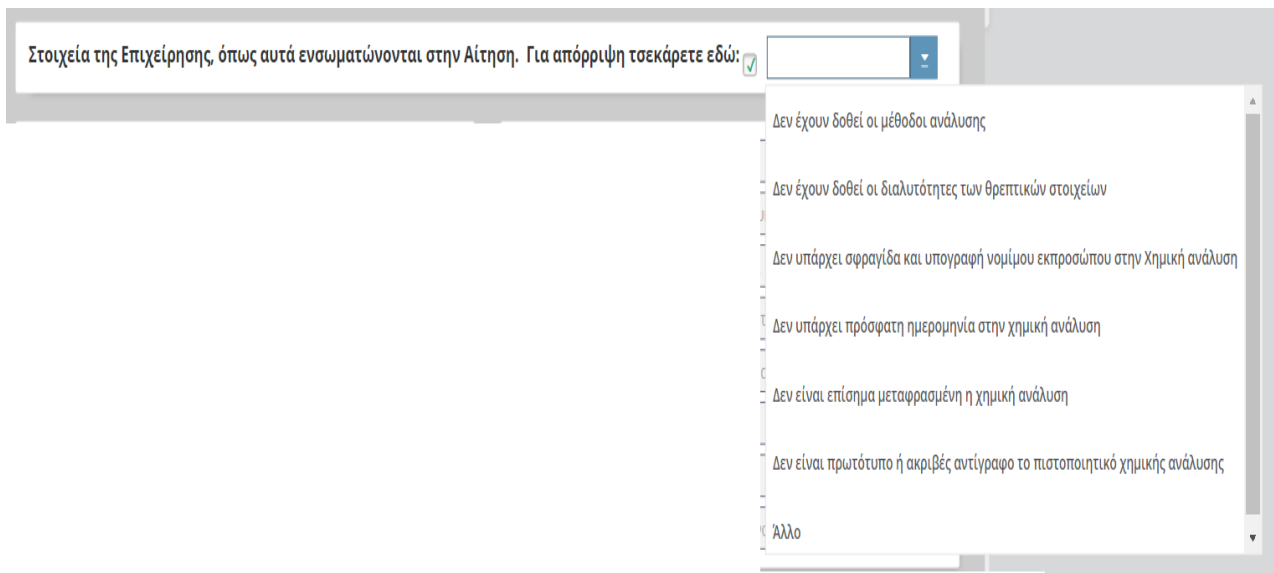 Στοιχεία της Επιχείρησης, όπως αυτά ενσωματώνονται στην Αίτηση. Για απόρριψη τσεκάρετε εδώ:
Δεν έχουν δοθεί οι μέθοδοι ανάλυσης
Δεν έχουν δοθεί οι διαλυτότητες των θρεπτικών στοιχείων
Δεν υπάρχει σφραγίδα και υπογραφή νομίμου εκπροσώπου στην Χημική ανάλυση
Δεν υπάρχει πρόσφατη ημερομηνία στην χημική ανάλυση
Δεν είναι επίσημα μεταφρασμένη η χημική ανάλυση
Δεν είναι πρωτότυπο ή ακριβές αντίγραφο το πιστοποιητικό χημικής ανάλυσης
Άλλο